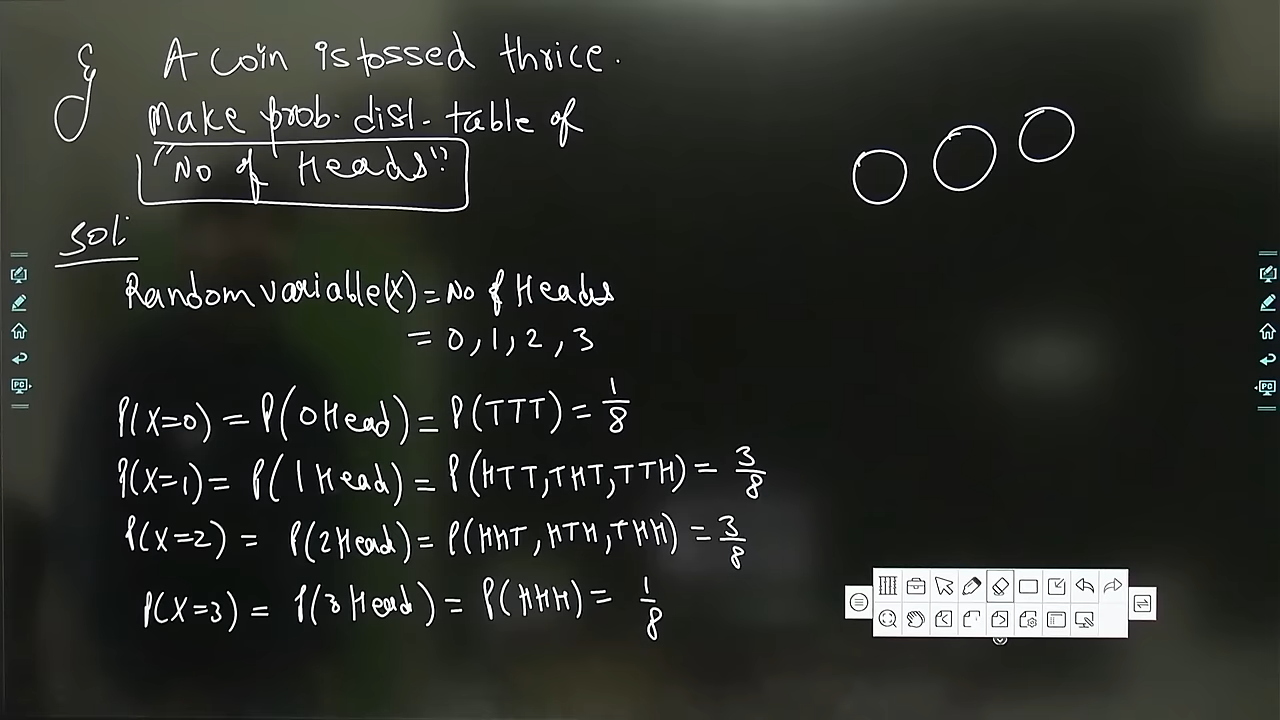 A coin is tossed thrice.
Make prob. dist. table of
"No of Heads"?
Sol:
Random variable(X) = No of Heads
= 0, 1, 2, 3
P(X=0) = P(0 Head) = P(TTT) = 1/8
P(X=1) = P(1 Head) = P(HTT, THT, TTH) = 3/8
P(X=2) = P(2 Head) = P(HHT, HTH, THH) = 3/8
P(X=3) = P(3 Head) = P(HHH) = 1/8
PC
PC